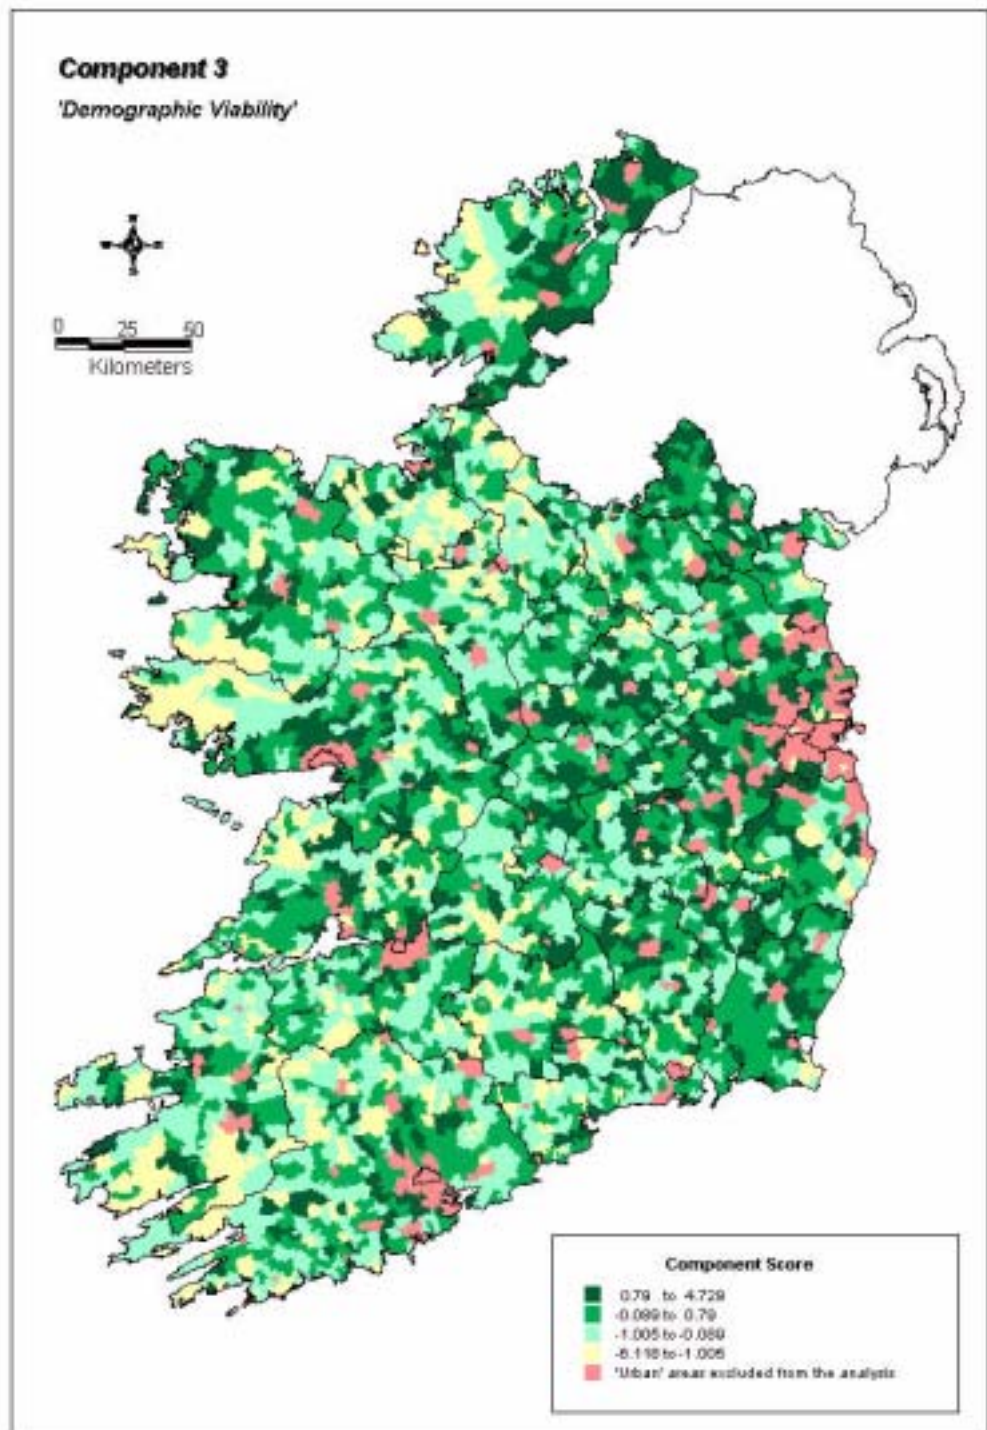 Component 3
'Demographic Viability'
0 25 50
Kilometers
Component Score
0.79 to 4.729
-0.089 to 0.79
-1.005 to -0.089
-6.118 to -1.005
'Urban' areas excluded from the analysis